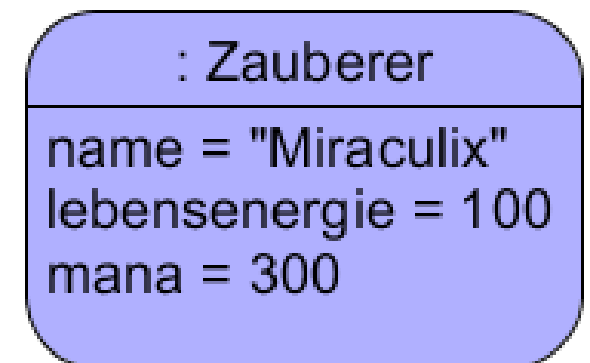 : Zauberer
name = "Miraculix"
lebensenergie = 100
mana = 300